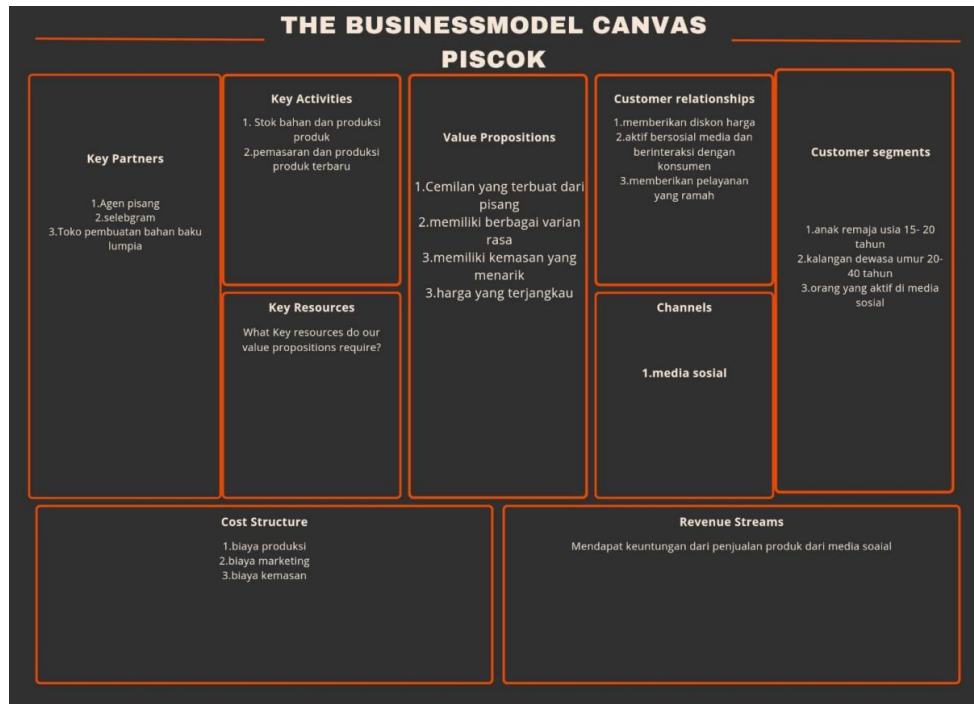 THE BUSINESSMODEL CANVAS
PISCOK
Key Partners
1.Agen pisang
2.selebgram
3.Toko pembuatan bahan baku
lumpia
Key Activities
1. Stok bahan dan produksi
produk
2.pemasaran dan produksi
produk terbaru
Key Resources
What Key resources do our
value propositions require?
Value Propositions
1.Cemilan yang terbuat dari
pisang
2.memiliki berbagai varian
rasa
3.memiliki kemasan yang
menarik
3.harga yang terjangkau
Customer relationships
1.memberikan diskon harga
2.aktif bersosial media dan
berinteraksi dengan
konsumen
3.memberikan pelayanan
yang ramah
Channels
1.media sosial
Customer segments
1.anak remaja usia 15- 20
tahun
2.kalangan dewasa umur 20-
40 tahun
3.orang yang aktif di media
sosial
Cost Structure
1.biaya produksi
2.biaya marketing
3.biaya kemasan
Revenue Streams
Mendapat keuntungan dari penjualan produk dari media soaial